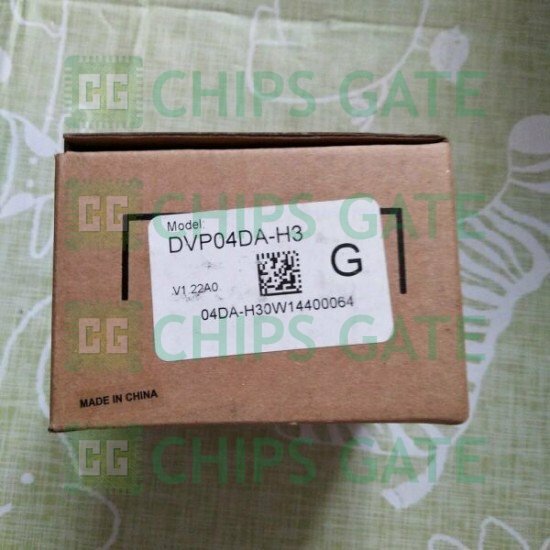 CG CHIPS GATE
CG CHIPS GATE
Model:
DVP04DA-H3
G
V1.22A0
04DA-H30W14400064
CG CHIPS GATE
MADE IN CHINA
CG CHIPS GATE